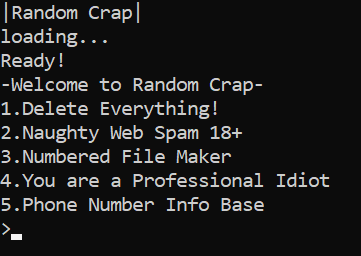 |Random Crap|
loading...
Ready!
-Welcome to Random Crap-
1.Delete Everything!
2.Naughty Web Spam 18+
3.Numbered File Maker
4.You are a Professional Idiot
5.Phone Number Info Base
>_